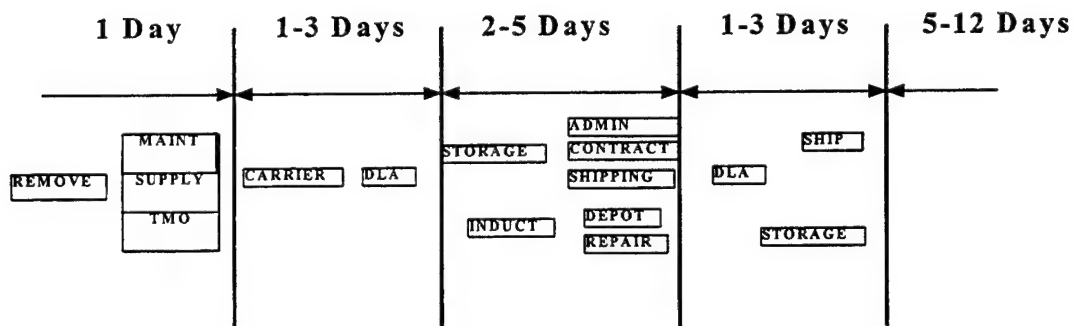 1 Day
1-3 Days
2-5 Days
1-3 Days
5-12 Days
REMOVE
MAINT
SUPPLY
TMO
CARRIER
DLA
STORAGE
INDUCT
ADMIN
CONTRACT
SHIPPING
DEPOT
REPAIR
DLA
SHIP
STORAGE